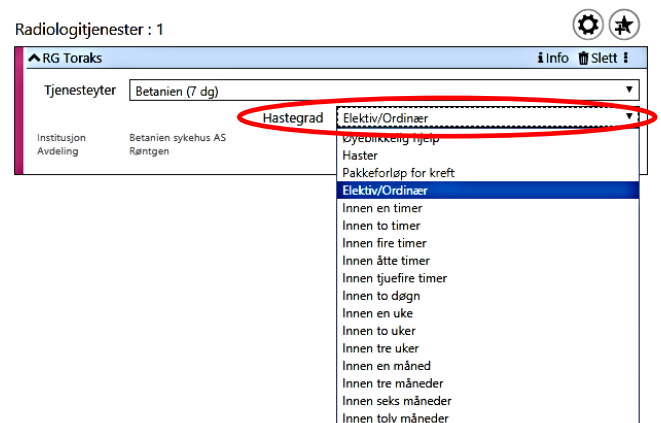 Radiologitjenester : 1
RG Toraks
Info Slett
Tjenesteyter Betanien (7 dg)
Hastegrad Elektiv/Ordinær
Institusjon Betanien sykehus AS
Avdeling Røntgen
Øyeblikkelig hjelp
Haster
Pakkeforløp for kreft
Elektiv/Ordinær
Innen en timer
Innen to timer
Innen fire timer
Innen åtte timer
Innen tjuefire timer
Innen to døgn
Innen en uke
Innen to uker
Innen tre uker
Innen en måned
Innen tre måneder
Innen seks måneder
Innen tolv måneder